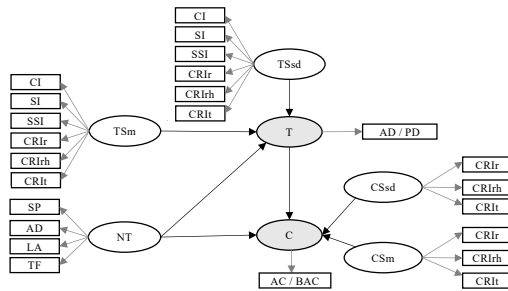 CI
SI
SSI
CRIr
CRIrh
CRIt
TSsd
CI
SI
SSI
CRIr
CRIrh
CRIt
TSm
T
AD / PD
SP
AD
LA
TF
NT
C
AC / BAC
CSsd
CRIr
CRIrh
CRIt
CSm
CRIr
CRIrh
CRIt